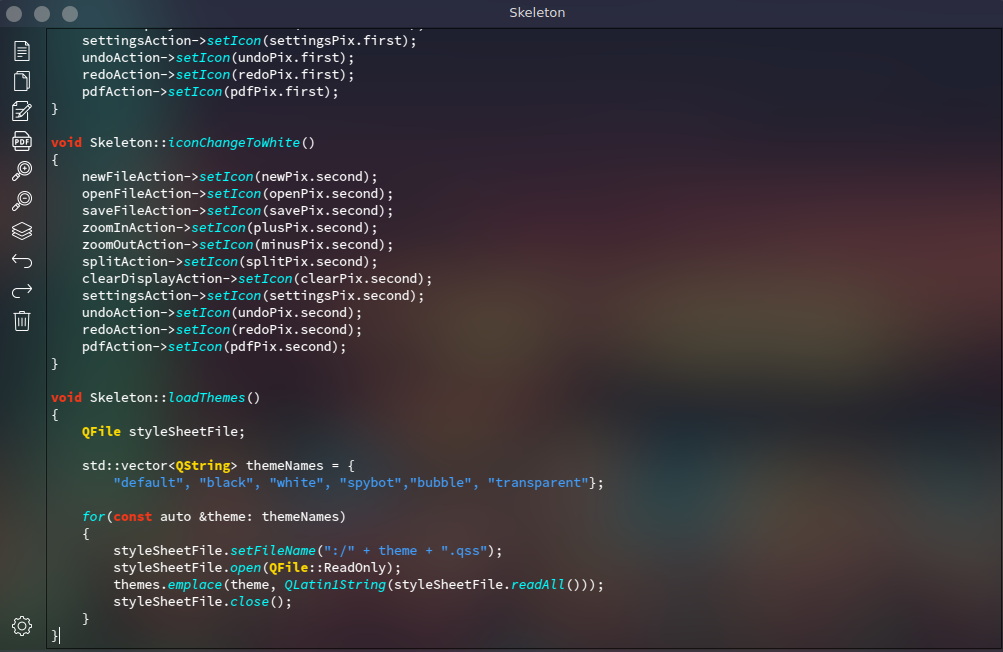 Skeleton
    settingsAction->setIcon(settingsPix.first);
    undoAction->setIcon(undoPix.first);
    redoAction->setIcon(redoPix.first);
    pdfAction->setIcon(pdfPix.first);
}
void Skeleton::iconChangeToWhite()
{
    newFileAction->setIcon(newPix.second);
    openFileAction->setIcon(openPix.second);
    saveFileAction->setIcon(savePix.second);
    zoomInAction->setIcon(plusPix.second);
    zoomOutAction->setIcon(minusPix.second);
    splitAction->setIcon(splitPix.second);
    clearDisplayAction->setIcon(clearPix.second);
    settingsAction->setIcon(settingsPix.second);
    undoAction->setIcon(undoPix.second);
    redoAction->setIcon(redoPix.second);
    pdfAction->setIcon(pdfPix.second);
}
void Skeleton::loadThemes()
{
    QFile styleSheetFile;
    std::vector<QString> themeNames = {
        "default", "black", "white", "spybot","bubble", "transparent"};
    for(const auto &theme: themeNames)
    {
        styleSheetFile.setFileName(":/" + theme + ".qss");
        styleSheetFile.open(QFile::ReadOnly);
        themes.emplace(theme, QLatin1String(styleSheetFile.readAll()));
        styleSheetFile.close();
    }
}
PDF